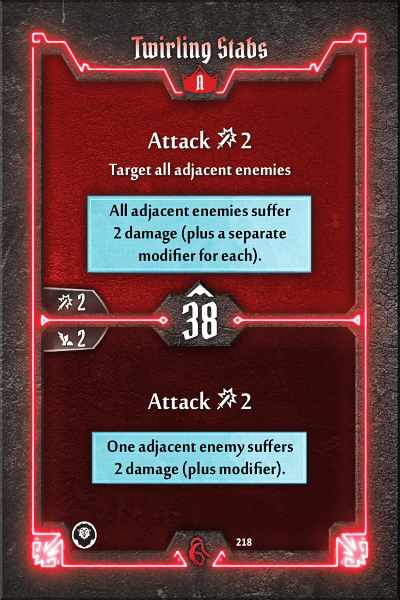 Twirling Stabs
A
Attack 2
Target all adjacent enemies
All adjacent enemies suffer
2 damage (plus a separate
modifier for each).
2
38
2
Attack 2
One adjacent enemy suffers
2 damage (plus modifier).
218